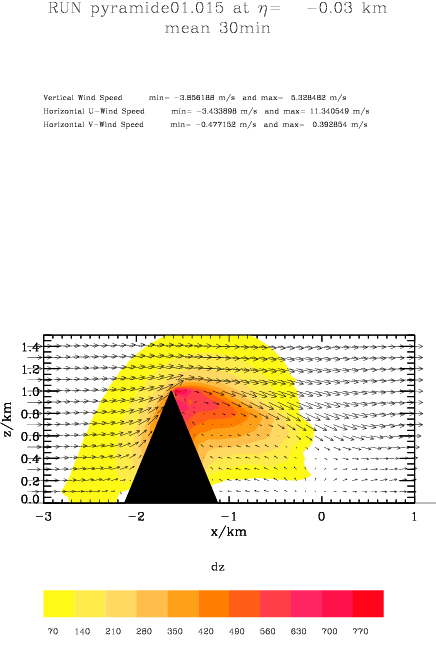 RUN pyramide01.015 at η= −0.03 km
mean 30min
Vertical Wind Speed min= −3.856188 m/s and max= 5.328482 m/s
Horizontal U−Wind Speed min= −3.433898 m/s and max= 11.340549 m/s
Horizontal V−Wind Speed min= −0.477152 m/s and max= 0.392854 m/s
z/km
1.4
1.2
1.0
0.8
0.6
0.4
0.2
0.0
−3 −2 −1 0 1
x/km
dz
70 140 210 280 350 420 490 560 630 700 770